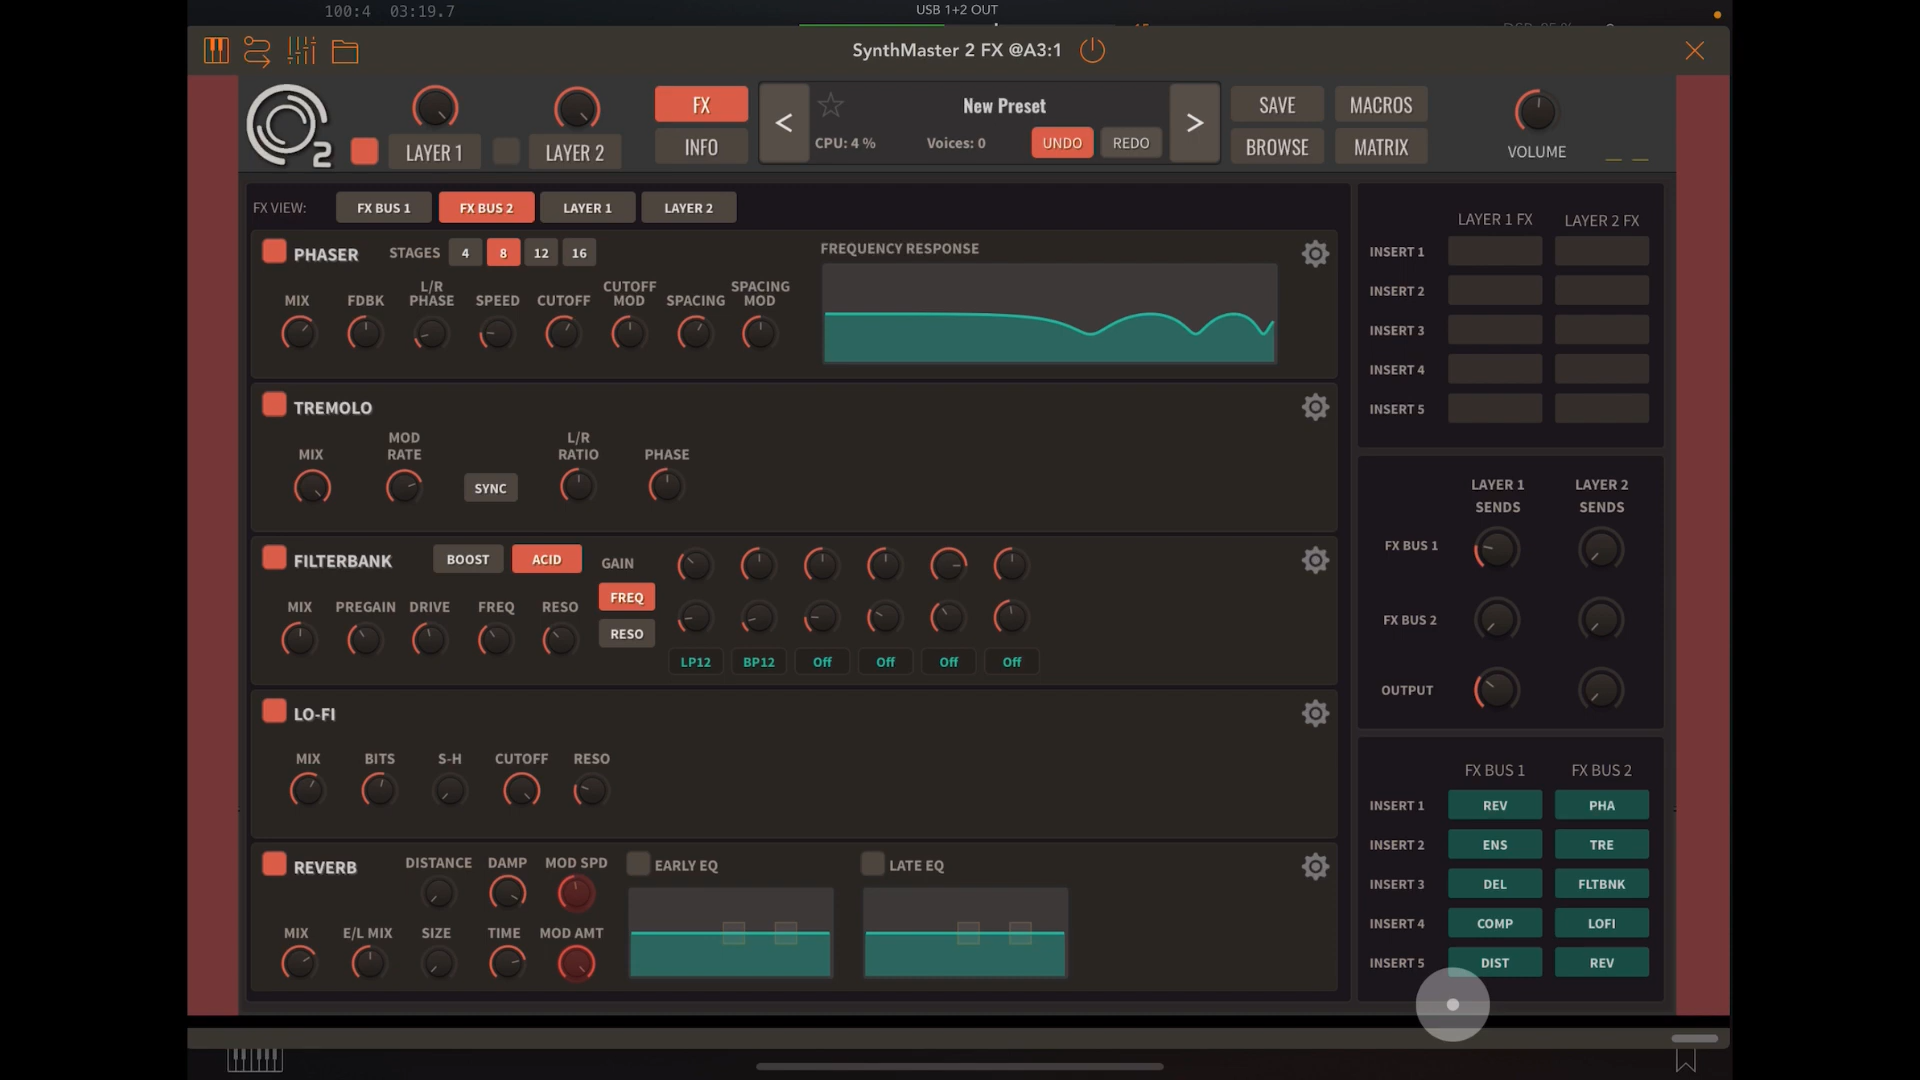 100:4 03:19.7
USB 1+2 OUT
SynthMaster 2 FX @A3:1
2
LAYER 1
LAYER 2
FX
INFO
<
New Preset
CPU: 4 %
Voices: 0
UNDO
REDO
>
SAVE
MACROS
BROWSE
MATRIX
VOLUME
FX VIEW:
FX BUS 1
FX BUS 2
LAYER 1
LAYER 2
PHASER
STAGES
4
8
12
16
MIX
FDBK
L/R
PHASE
SPEED
CUTOFF
CUTOFF
MOD
SPACING
SPACING
MOD
FREQUENCY RESPONSE
TREMOLO
MIX
MOD
RATE
SYNC
L/R
RATIO
PHASE
FILTERBANK
BOOST
ACID
MIX
PREGAIN
DRIVE
FREQ
RESO
GAIN
FREQ
RESO
LP12
BP12
Off
Off
Off
Off
LO-FI
MIX
BITS
S-H
CUTOFF
RESO
REVERB
DISTANCE
DAMP
MOD SPD
MIX
E/L MIX
SIZE
TIME
MOD AMT
EARLY EQ
LATE EQ
LAYER 1 FX
LAYER 2 FX
INSERT 1
INSERT 2
INSERT 3
INSERT 4
INSERT 5
LAYER 1
SENDS
LAYER 2
SENDS
FX BUS 1
FX BUS 2
OUTPUT
FX BUS 1
FX BUS 2
INSERT 1
REV
PHA
INSERT 2
ENS
TRE
INSERT 3
DEL
FLTBNK
INSERT 4
COMP
LOFI
INSERT 5
DIST
REV